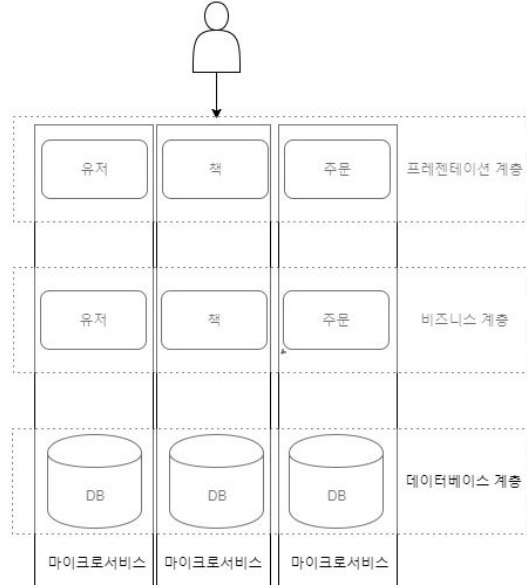 유저
책
주문
프레젠테이션 계층
유저
책
주문
비즈니스 계층
DB
DB
DB
데이터베이스 계층
마이크로서비스
마이크로서비스
마이크로서비스